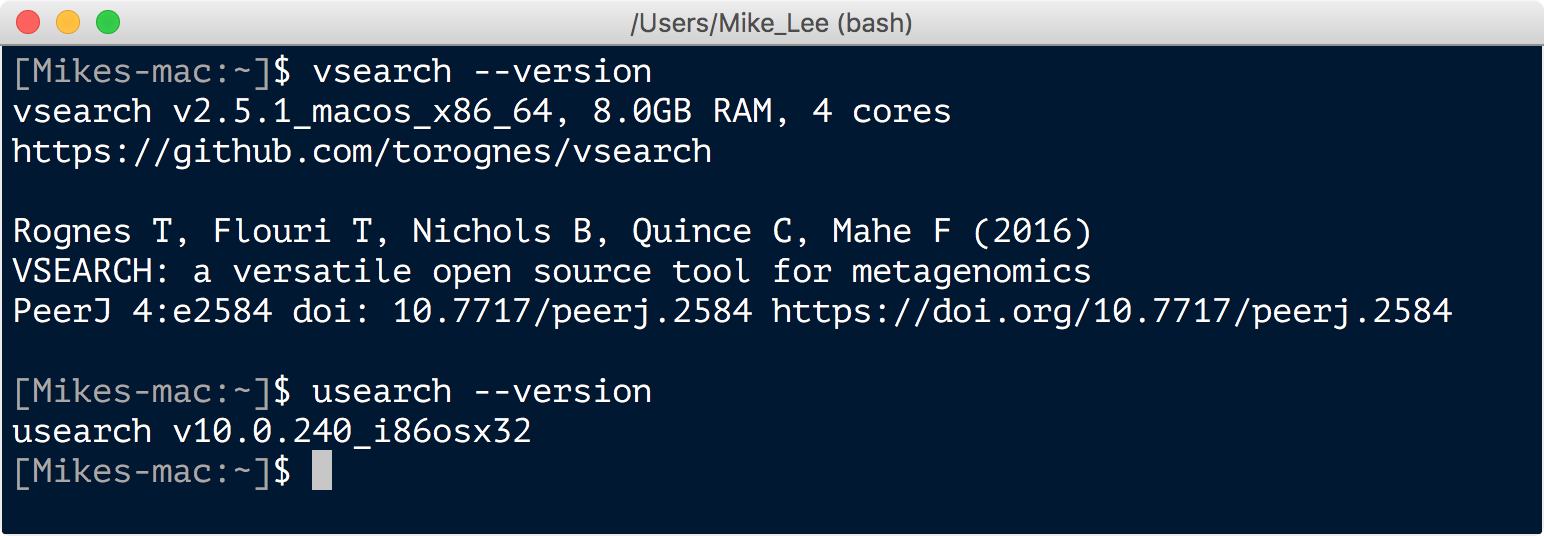 /Users/Mike_Lee (bash)
[Mikes-mac:~]$ vsearch --version
vsearch v2.5.1_macos_x86_64, 8.0GB RAM, 4 cores
https://github.com/torognes/vsearch
Rognes T, Flouri T, Nichols B, Quince C, Mahe F (2016)
VSEARCH: a versatile open source tool for metagenomics
PeerJ 4:e2584 doi: 10.7717/peerj.2584 https://doi.org/10.7717/peerj.2584
[Mikes-mac:~]$ usearch --version
usearch v10.0.240_i86osx32
[Mikes-mac:~]$